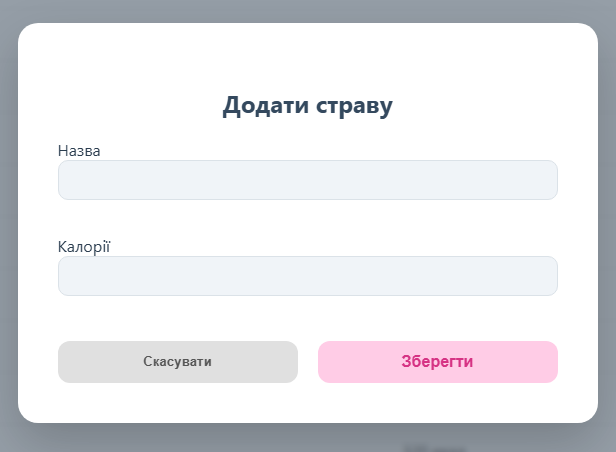 Додати страву
Назва
Калорії
Скасувати
Зберегти